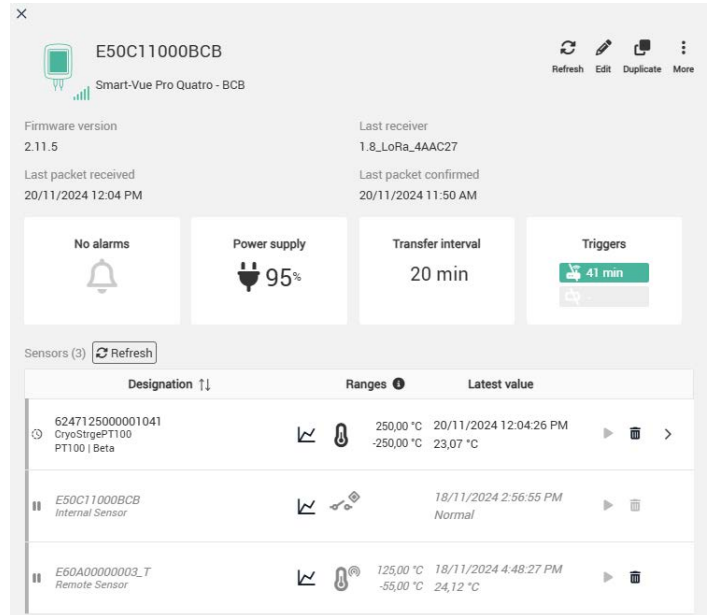 E50C11000BCB
Smart-Vue Pro Quatro - BCB
Refresh Edit Duplicate More
Firmware version
2.11.5
Last receiver
1.8_LoRa_4AAC27
Last packet received
20/11/2024 12:04 PM
Last packet confirmed
20/11/2024 11:50 AM
No alarms
Power supply
95%
Transfer interval
20 min
Triggers
41 min
-
Sensors (3) Refresh
Designation Ranges Latest value
6247125000001041
CryoStrgePT100
PT100 | Beta
250,00 °C
-250,00 °C
20/11/2024 12:04:26 PM
23,07 °C
E50C11000BCB
Internal Sensor
18/11/2024 2:56:55 PM
Normal
E60A00000003_T
Remote Sensor
125,00 °C
-55,00 °C
18/11/2024 4:48:27 PM
24,12 °C